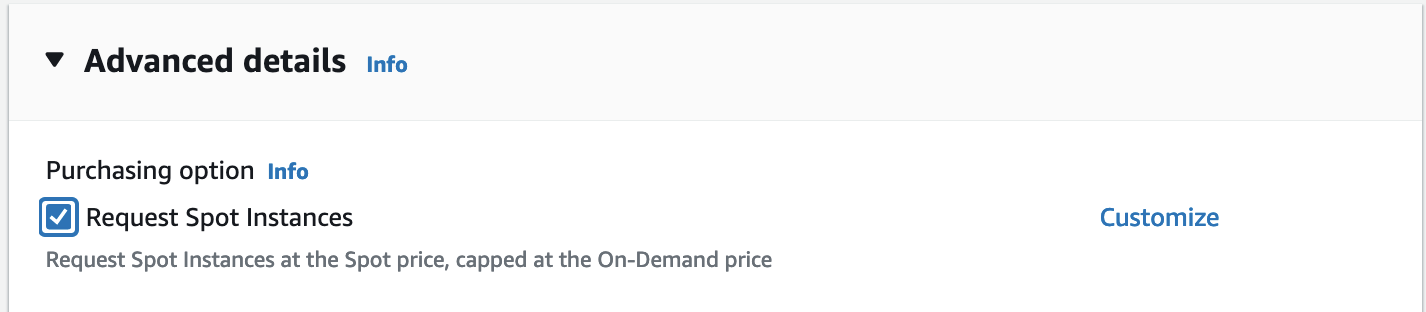 Advanced details Info
Purchasing option Info
Request Spot Instances Customize
Request Spot Instances at the Spot price, capped at the On-Demand price